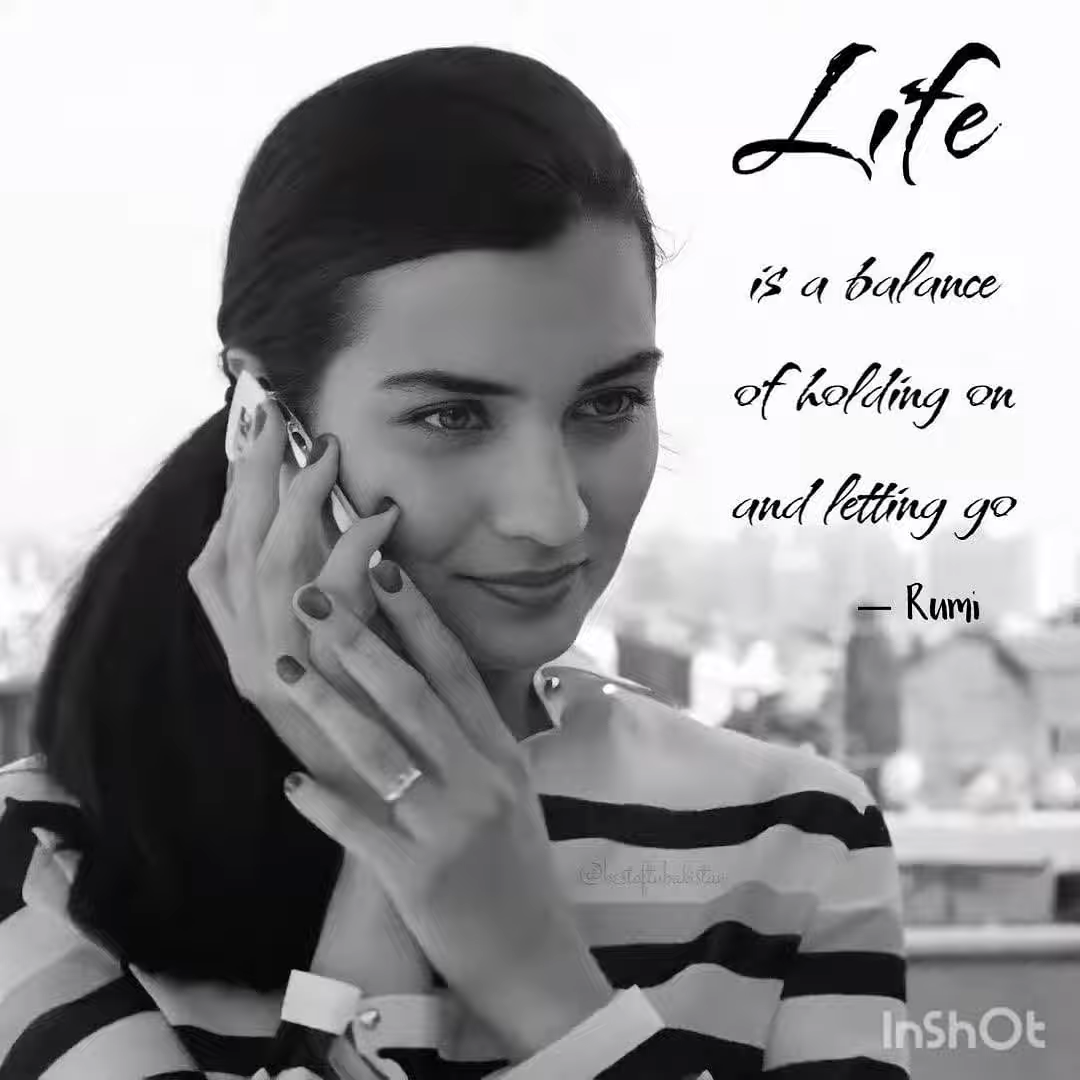 Life
is a balance
of holding on
and letting go
— Rumi
InShOt